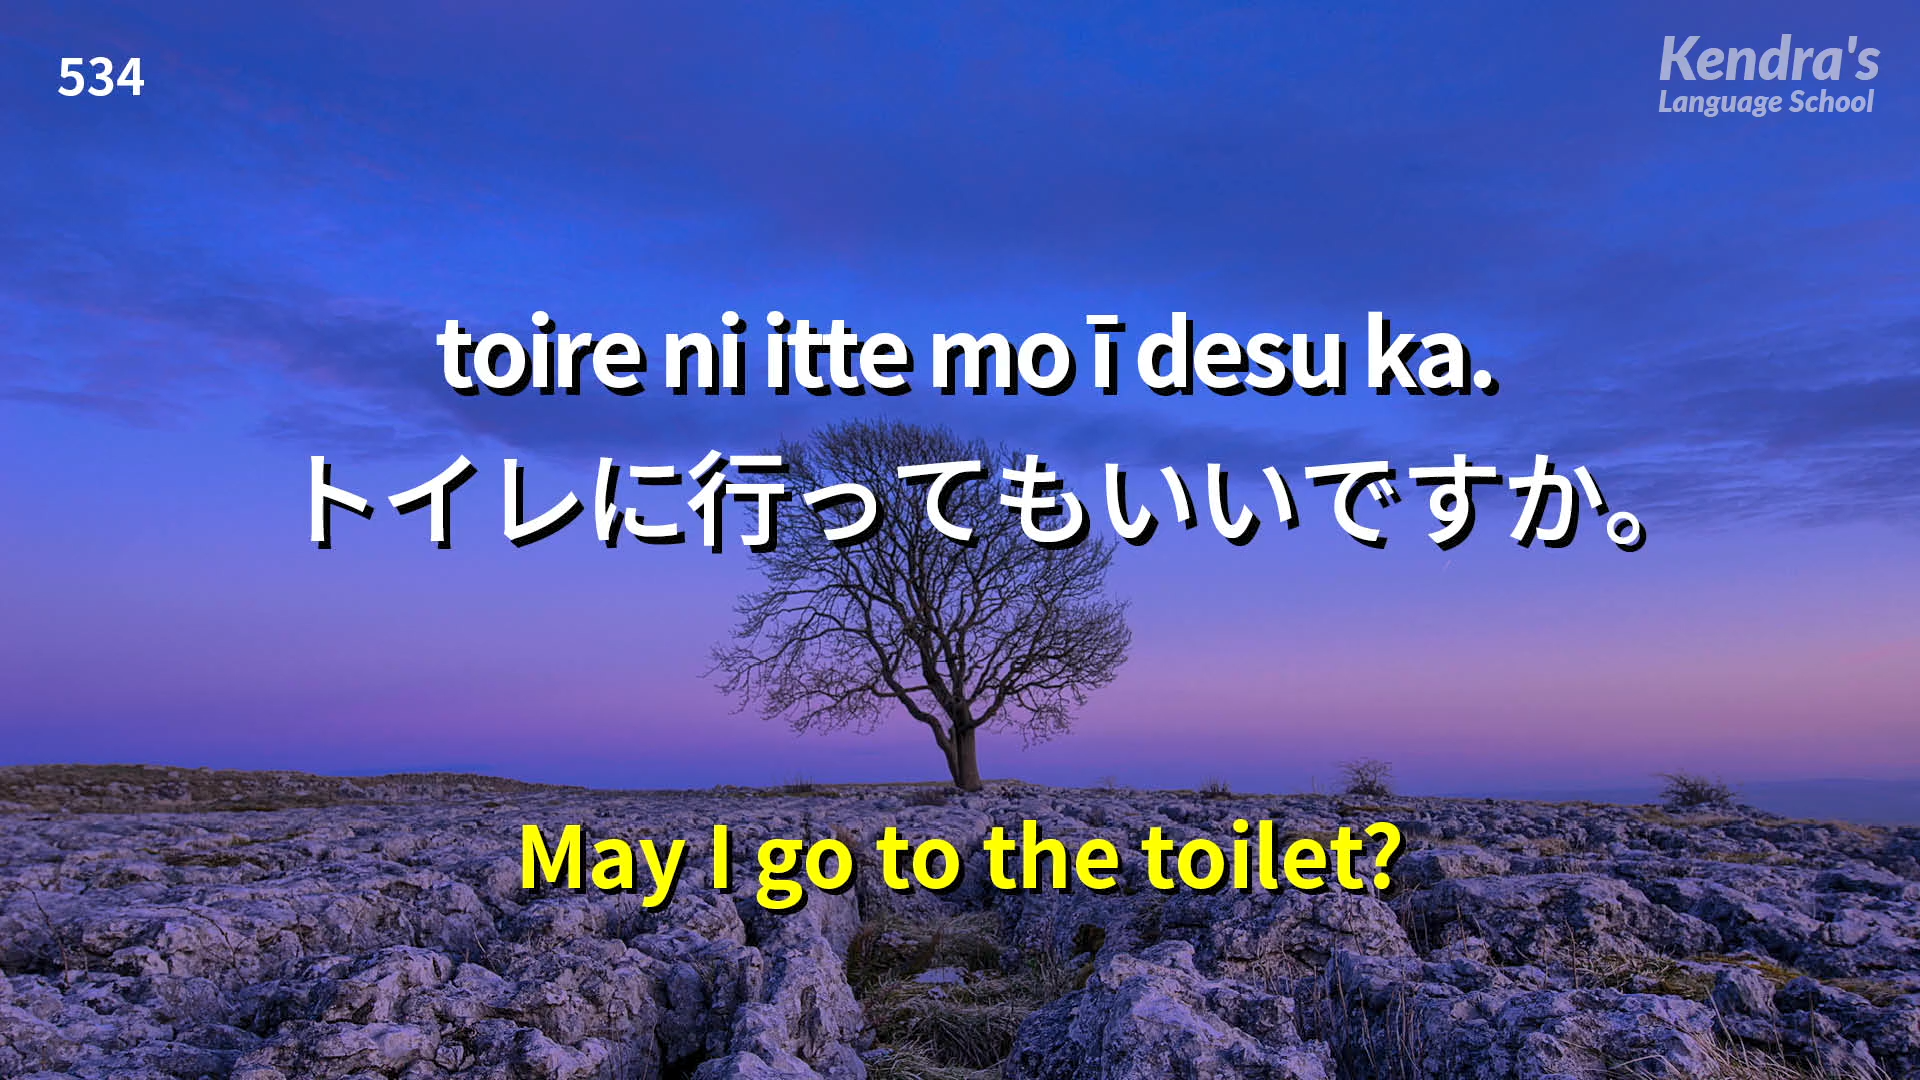 534
Kendra's
Language School
toire ni itte mo ī desu ka.
トイレに行ってもいいですか。
May I go to the toilet?